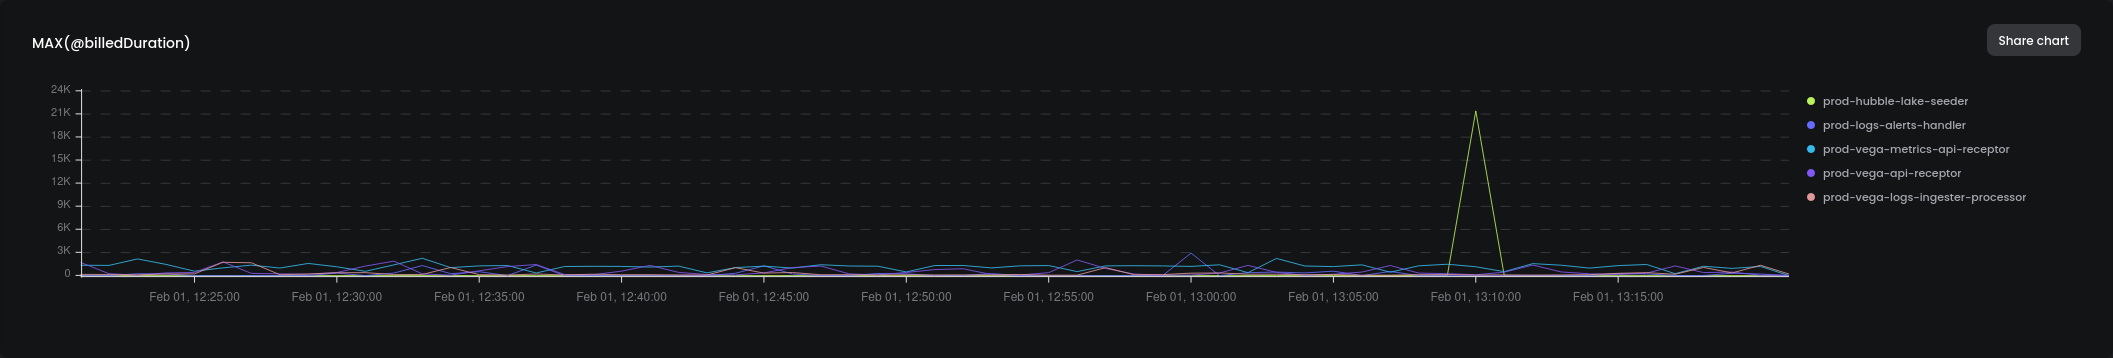 MAX(@billedDuration)
Share chart
24K
21K
18K
15K
12K
9K
6K
3K
0
Feb 01, 12:25:00
Feb 01, 12:30:00
Feb 01, 12:35:00
Feb 01, 12:40:00
Feb 01, 12:45:00
Feb 01, 12:50:00
Feb 01, 12:55:00
Feb 01, 13:00:00
Feb 01, 13:05:00
Feb 01, 13:10:00
Feb 01, 13:15:00
prod-hubble-lake-seeder
prod-logs-alerts-handler
prod-vega-metrics-api-receptor
prod-vega-api-receptor
prod-vega-logs-ingester-processor